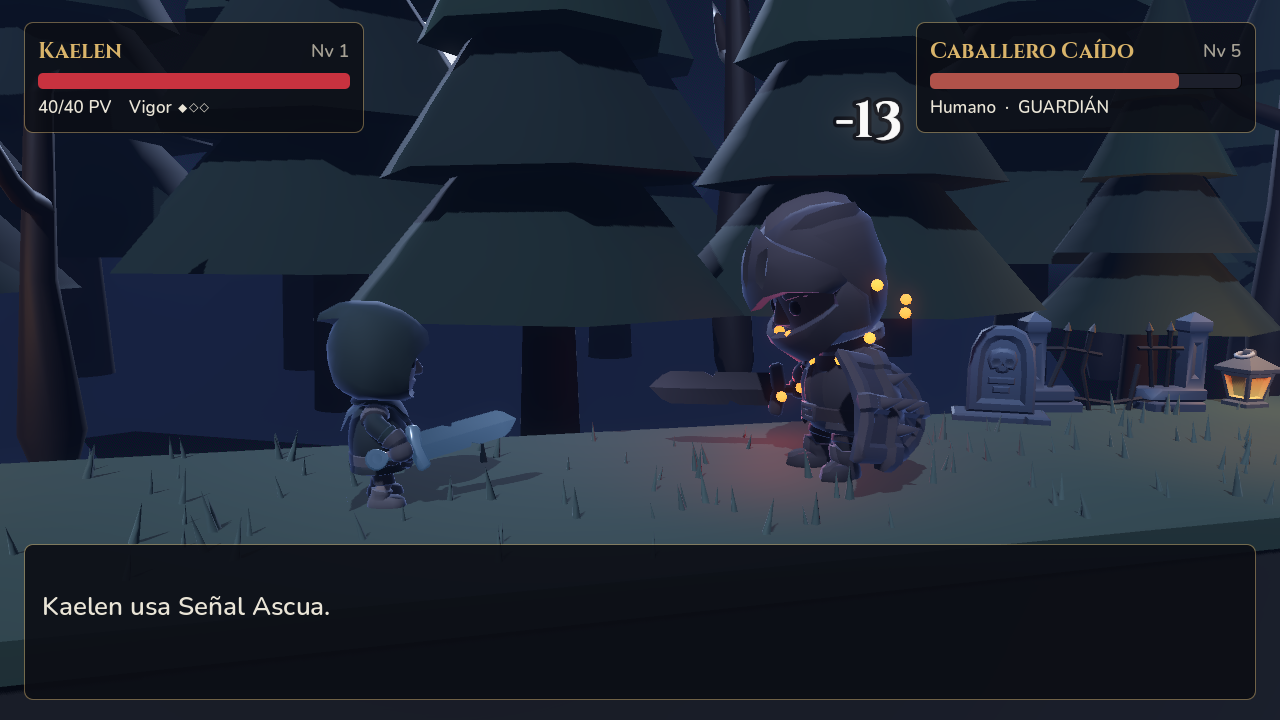 KAELEN Nv 1
40/40 PV Vigor ◆◇◇
CABALLERO CAÍDO Nv 5
Humano · GUARDIÁN
-13
Kaelen usa Señal Ascua.